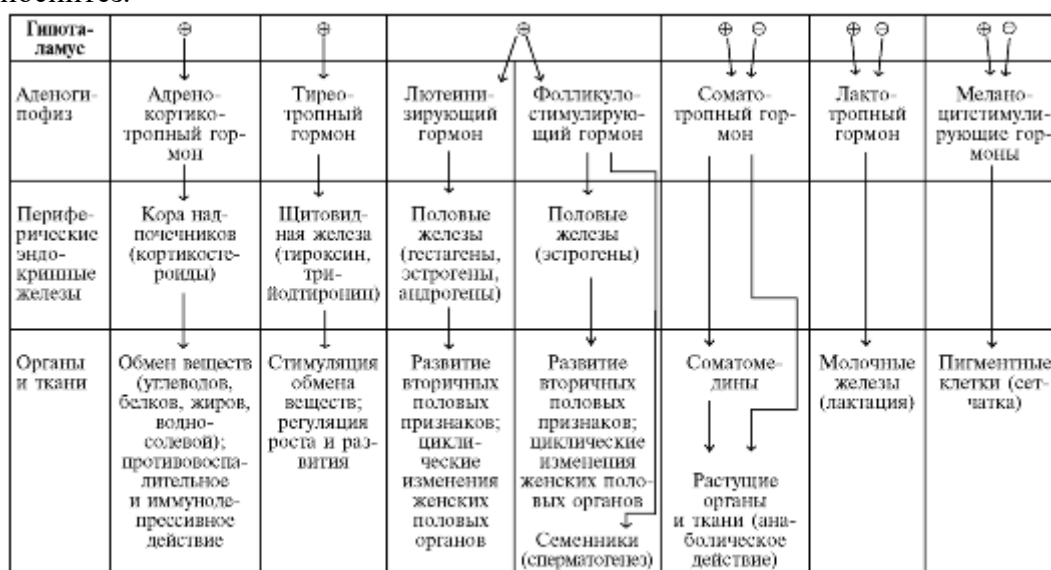 Гипота-
ламус
⊕
⊕
⊕
⊕ ⊖
⊕ ⊖
⊕ ⊖
Аденоги-
пофиз
Адрено-
кортико-
тропный гор-
мон
Тирео-
тропный
гормон
Лютеини-
зирующий
гормон
Фолликуло-
стимулирую-
щий гормон
Сомато-
тропный гор-
мон
Лакто-
тропный
гормон
Мелано-
цитстимули-
рующие гор-
моны
Перифе-
рические
эндо-
кринные
железы
Кора над-
почечников
(кортикосте-
роиды)
Щитовид-
ная железа
(тироксин,
три-
йодтиронин)
Половые
железы
(гестагены,
эстрогены,
андрогены)
Половые
железы
(эстрогены)
Органы
и ткани
Обмен веществ
(углеводов,
белков, жиров,
водно-
солевой);
противовоспа-
лительное
и иммуноде-
прессивное
действие
Стимуляция
обмена
веществ;
регуляция
роста и раз-
вития
Развитие
вторичных
половых
признаков;
цикли-
ческие
изменения
женских
половых
органов
Развитие
вторичных
половых
признаков;
циклические
изменения
женских поло-
вых органов
Семенники
(сперматогенез)
Соматоме-
дины
Растущие
органы
и ткани (ана-
болическое
действие)
Молочные
железы
(лактация)
Пигментные
клетки (сет-
чатка)